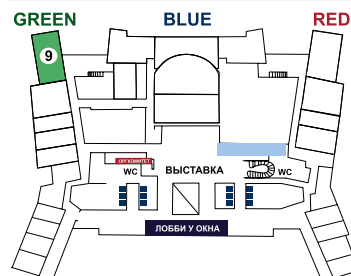 GREEN BLUE RED
9
ОРГКОМИТЕТ
WC ВЫСТАВКА WC
ЛОББИ У ОКНА